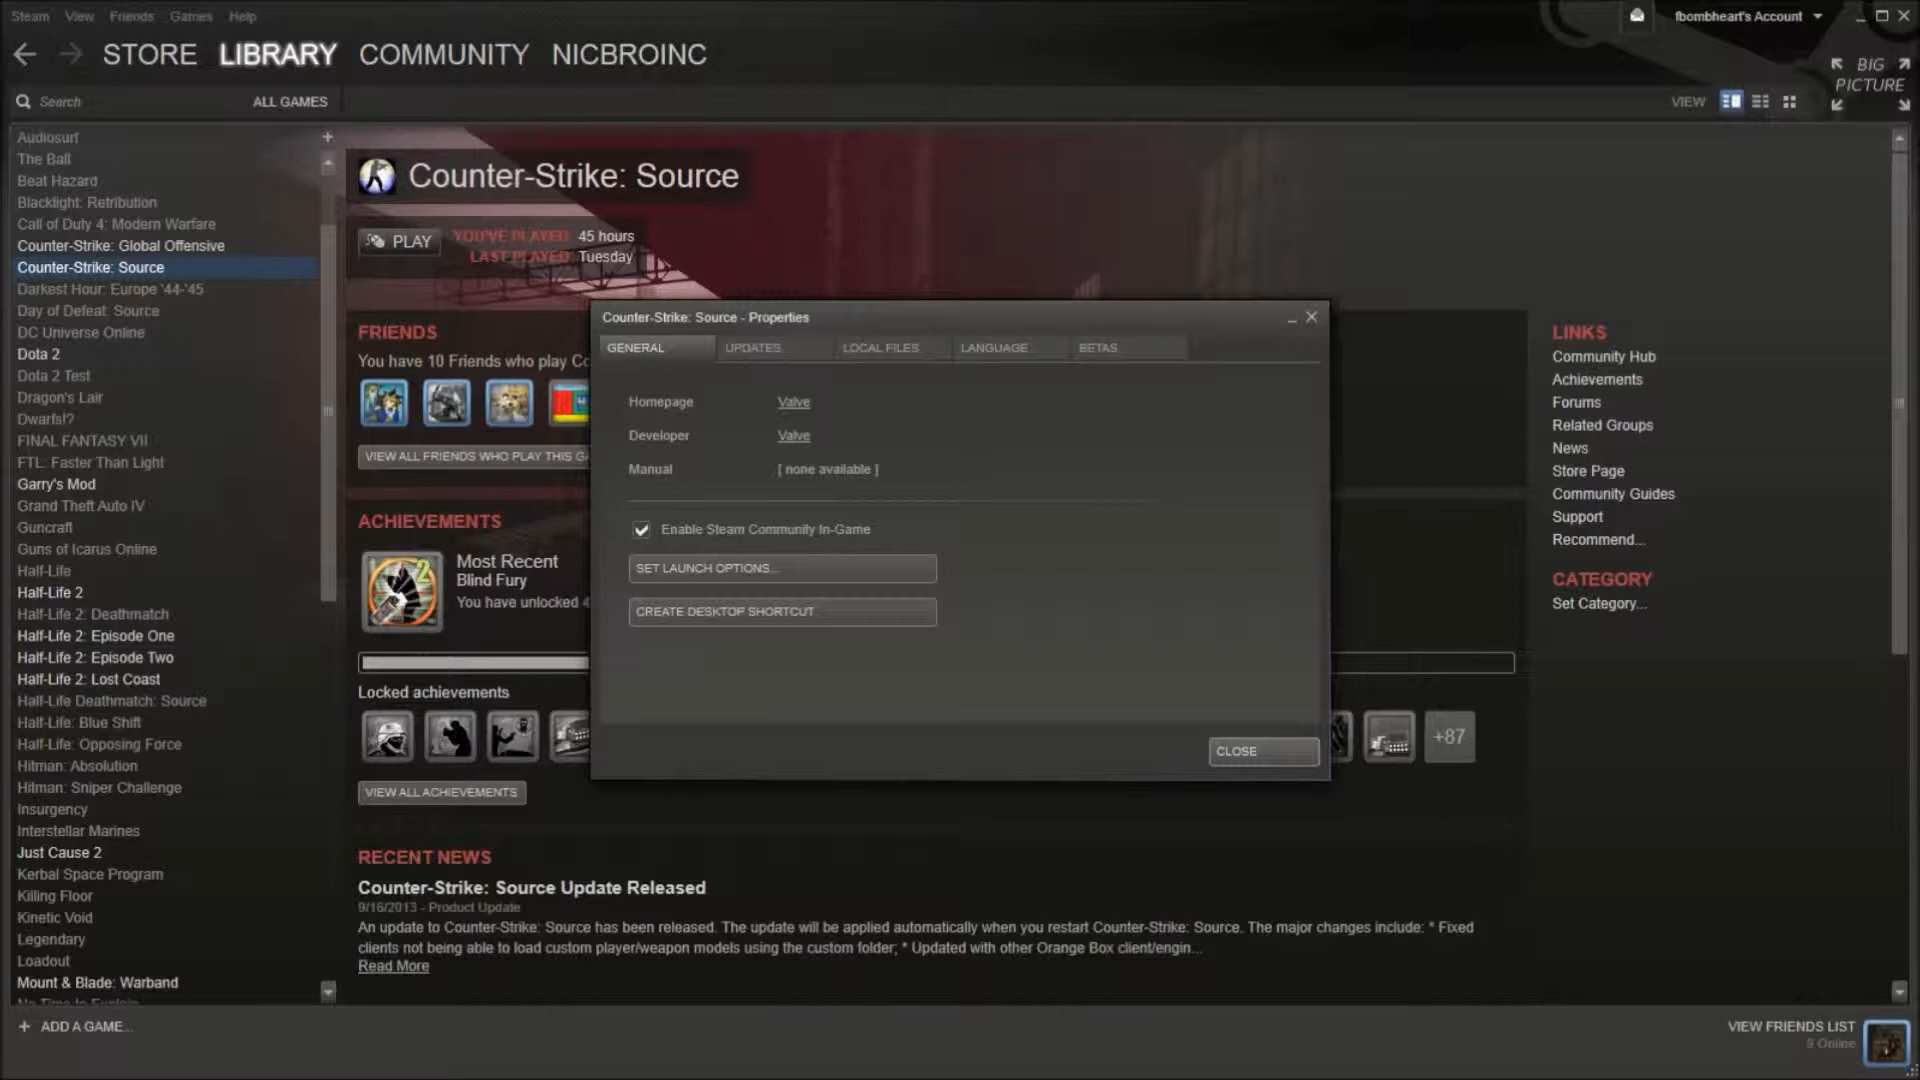 Steam View Friends Games Help
fbombheart's Account
STORE LIBRARY COMMUNITY NICBROINC
BIG PICTURE
Search
ALL GAMES
VIEW
Audiosurf
The Ball
Beat Hazard
Blacklight: Retribution
Call of Duty 4: Modern Warfare
Counter-Strike: Global Offensive
Counter-Strike: Source
Darkest Hour: Europe '44-'45
Day of Defeat: Source
DC Universe Online
Dota 2
Dota 2 Test
Dragon's Lair
Dwarfs!?
FINAL FANTASY VII
FTL: Faster Than Light
Garry's Mod
Grand Theft Auto IV
Guncraft
Guns of Icarus Online
Half-Life
Half-Life 2
Half-Life 2: Deathmatch
Half-Life 2: Episode One
Half-Life 2: Episode Two
Half-Life 2: Lost Coast
Half-Life Deathmatch: Source
Half-Life: Blue Shift
Half-Life: Opposing Force
Hitman: Absolution
Hitman: Sniper Challenge
Insurgency
Interstellar Marines
Just Cause 2
Kerbal Space Program
Killing Floor
Kinetic Void
Legendary
Loadout
Mount & Blade: Warband
+ ADD A GAME...
Counter-Strike: Source
PLAY
YOU'VE PLAYED 45 hours
LAST PLAYED Tuesday
FRIENDS
You have 10 Friends who play Co
VIEW ALL FRIENDS WHO PLAY THIS GA
ACHIEVEMENTS
2
Most Recent
Blind Fury
You have unlocked 4
Locked achievements
+87
VIEW ALL ACHIEVEMENTS
RECENT NEWS
Counter-Strike: Source Update Released
9/16/2013 - Product Update
An update to Counter-Strike: Source has been released. The update will be applied automatically when you restart Counter-Strike: Source. The major changes include: * Fixed
clients not being able to load custom player/weapon models using the custom folder; * Updated with other Orange Box client/engin...
Read More
Counter-Strike: Source - Properties
GENERAL UPDATES LOCAL FILES LANGUAGE BETAS
Homepage Valve
Developer Valve
Manual [ none available ]
Enable Steam Community In-Game
SET LAUNCH OPTIONS...
CREATE DESKTOP SHORTCUT
CLOSE
LINKS
Community Hub
Achievements
Forums
Related Groups
News
Store Page
Community Guides
Support
Recommend...
CATEGORY
Set Category...
VIEW FRIENDS LIST
9 Online